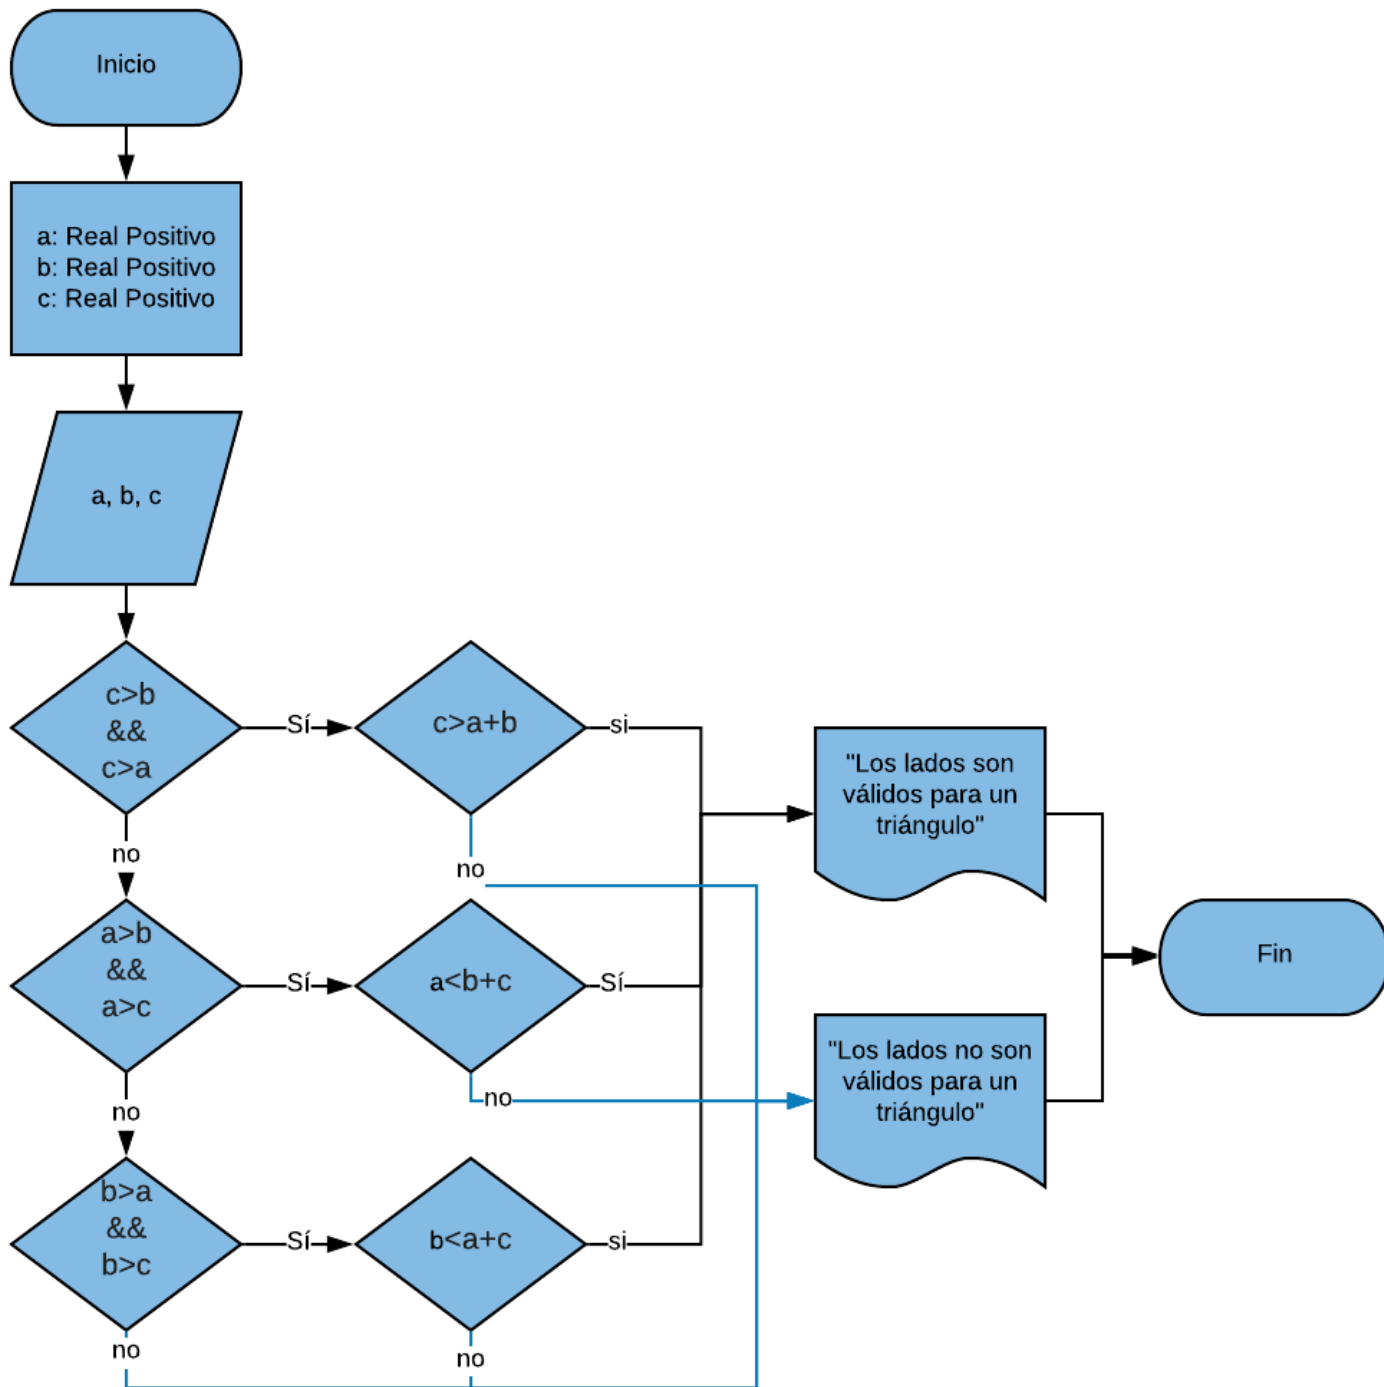 Inicio
a: Real Positivo
b: Real Positivo
c: Real Positivo
a, b, c
c>b
&&
c>a
Sí
c>a+b
si
"Los lados son
válidos para un
triángulo"
no
no
a>b
&&
a>c
Sí
a<b+c
Sí
Fin
no
no
"Los lados no son
válidos para un
triángulo"
b>a
&&
b>c
Sí
b<a+c
si
no
no